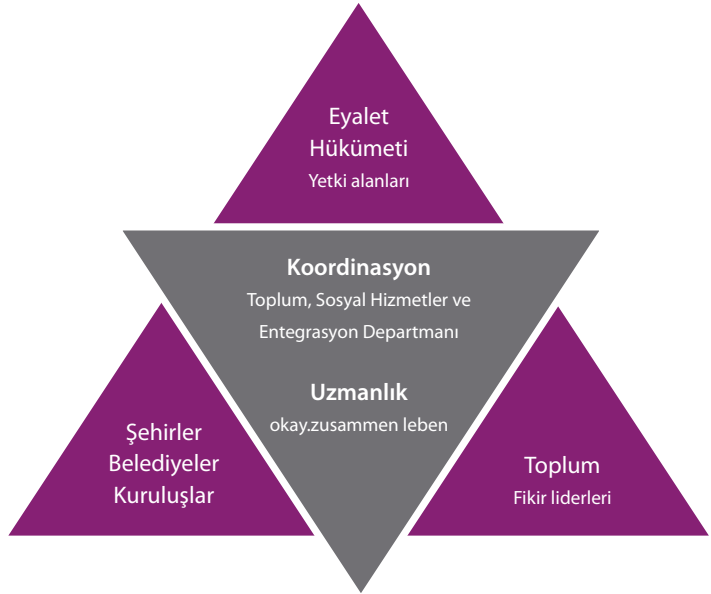 Eyalet
Hükümeti
Yetki alanları
Koordinasyon
Toplum, Sosyal Hizmetler ve
Entegrasyon Departmanı
Uzmanlık
okay.zusammen leben
Şehirler
Belediyeler
Kuruluşlar
Toplum
Fikir liderleri